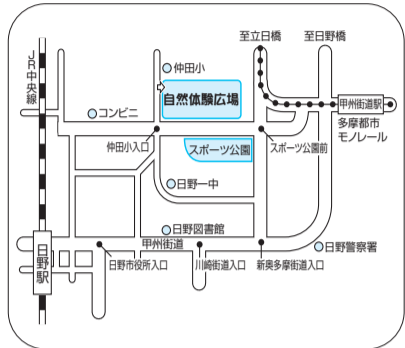 至立日橋
至日野橋
JR中央線
仲田小
自然体験広場
コンビニ
甲州街道駅
多摩都市
モノレール
仲田小入口
スポーツ公園
スポーツ公園前
日野一中
日野図書館
甲州街道
日野警察署
日野駅
日野市役所入口
川崎街道入口
新奥多摩街道入口